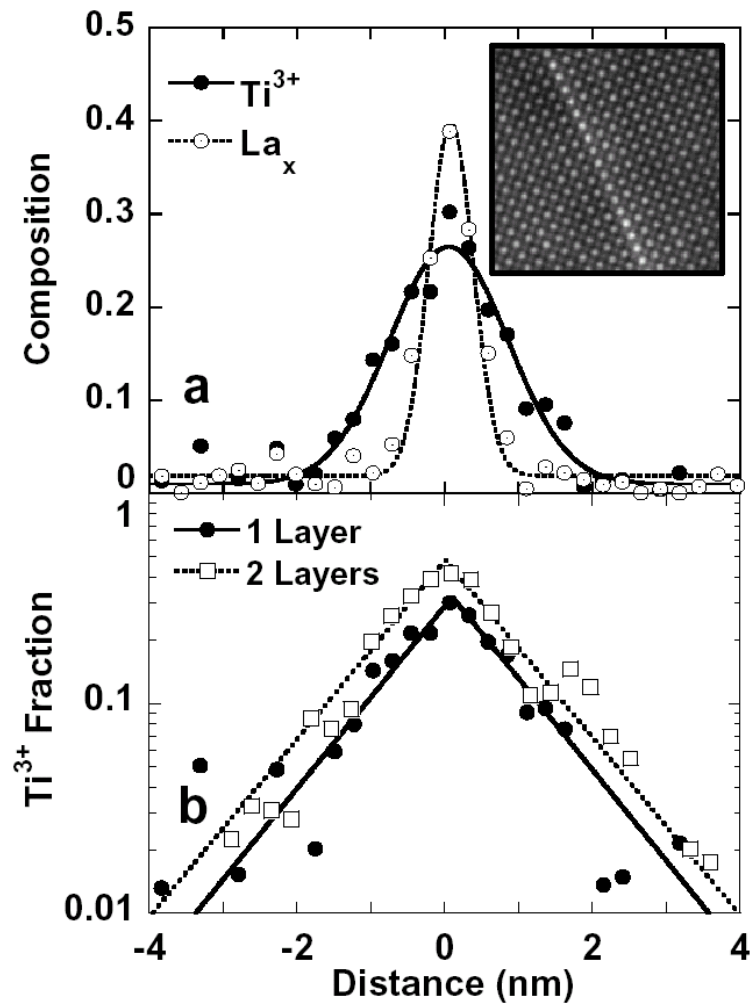 0.5
0.4
0.3
0.2
0.1
0
Composition
Ti³⁺
Laₓ
a
1
0.1
0.01
Ti³⁺ Fraction
1 Layer
2 Layers
b
-4 -2 0 2 4
Distance (nm)